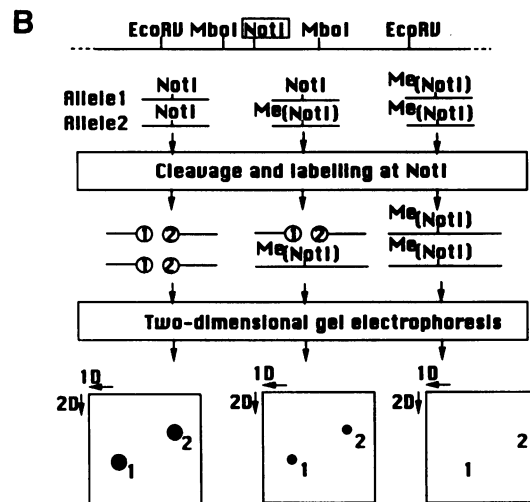 B
EcoRV MboI NotI MboI EcoRV
Allele1 NotI NotI Me(NotI)
Allele2 NotI Me(NotI) Me(NotI)
Cleavage and labelling at NotI
1 2 1 2 Me(NotI)
1 2 Me(NotI) Me(NotI)
Two-dimensional gel electrophoresis
1D 1D 1D
2D 2D 2D
2 2 2
1 1 1